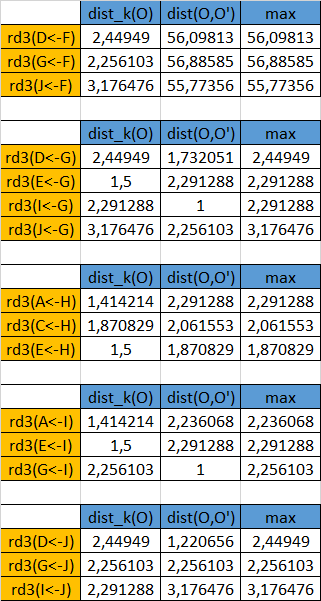 dist_k(O) dist(O,O') max
rd3(D<-F) 2,44949 56,09813 56,09813
rd3(G<-F) 2,256103 56,88585 56,88585
rd3(J<-F) 3,176476 55,77356 55,77356
dist_k(O) dist(O,O') max
rd3(D<-G) 2,44949 1,732051 2,44949
rd3(E<-G) 1,5 2,291288 2,291288
rd3(I<-G) 2,291288 1 2,291288
rd3(J<-G) 3,176476 2,256103 3,176476
dist_k(O) dist(O,O') max
rd3(A<-H) 1,414214 2,291288 2,291288
rd3(C<-H) 1,870829 2,061553 2,061553
rd3(E<-H) 1,5 1,870829 1,870829
dist_k(O) dist(O,O') max
rd3(A<-I) 1,414214 2,236068 2,236068
rd3(E<-I) 1,5 2,291288 2,291288
rd3(G<-I) 2,256103 1 2,256103
dist_k(O) dist(O,O') max
rd3(D<-J) 2,44949 1,220656 2,44949
rd3(G<-J) 2,256103 2,256103 2,256103
rd3(I<-J) 2,291288 3,176476 3,176476